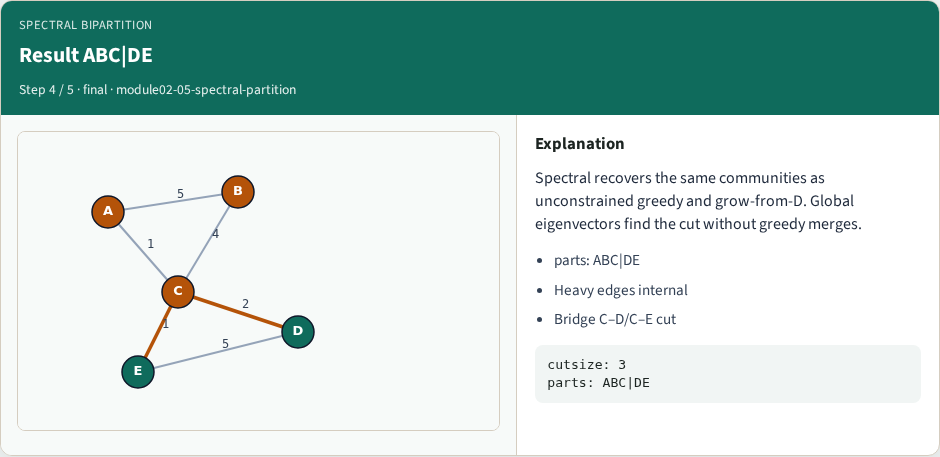 SPECTRAL BIPARTITION
Result ABC|DE
Step 4 / 5 · final · module02-05-spectral-partition
A
B
C
D
E
5
1
4
2
1
5
Explanation
Spectral recovers the same communities as
unconstrained greedy and grow-from-D. Global
eigenvectors find the cut without greedy merges.
• parts: ABC|DE
• Heavy edges internal
• Bridge C–D/C–E cut
cutsize: 3
parts: ABC|DE